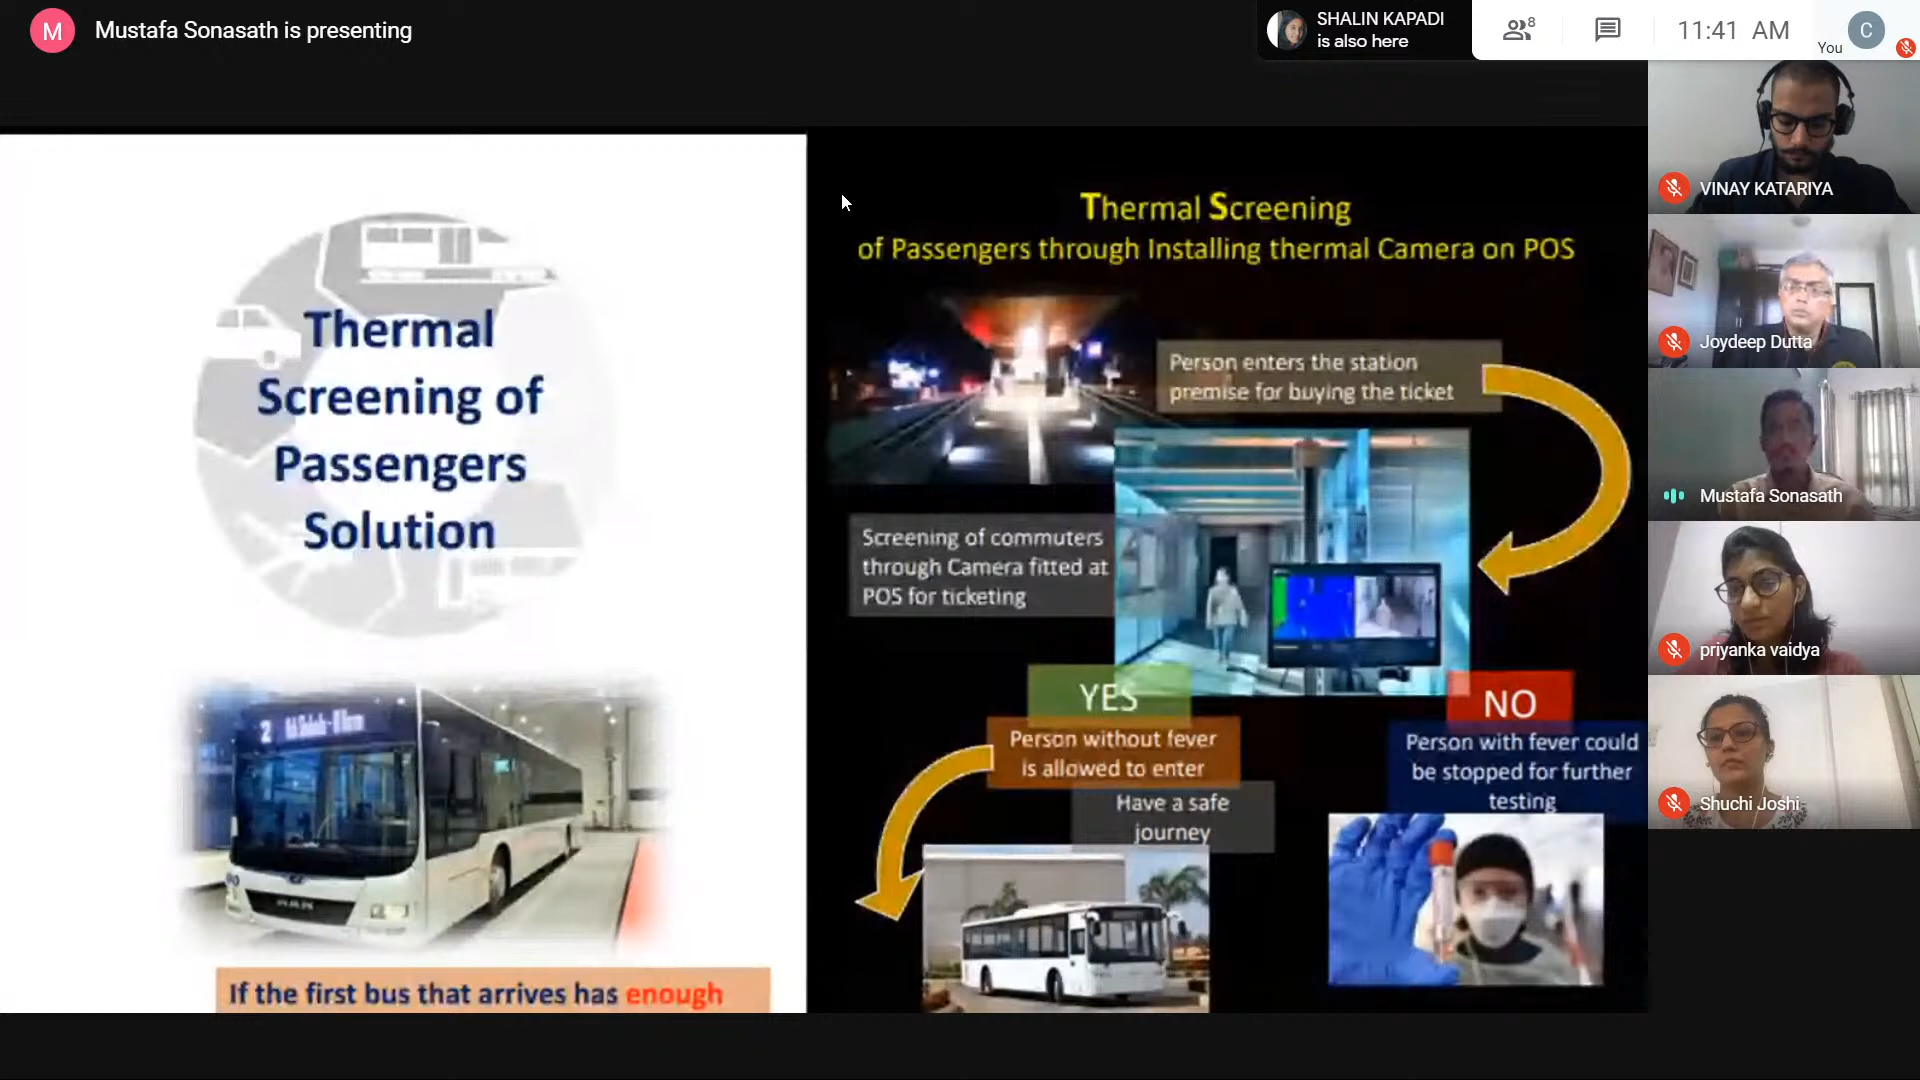 M
Mustafa Sonasath is presenting
SHALIN KAPADI
is also here
8
11:41 AM
You
C
Thermal
Screening of
Passengers
Solution
2
If the first bus that arrives has enough
Thermal Screening
of Passengers through Installing thermal Camera on POS
Person enters the station
premise for buying the ticket
Screening of commuters
through Camera fitted at
POS for ticketing
YES
Person without fever
is allowed to enter
Have a safe
journey
NO
Person with fever could
be stopped for further
testing
VINAY KATARIYA
Joydeep Dutta
Mustafa Sonasath
priyanka vaidya
Shuchi Joshi